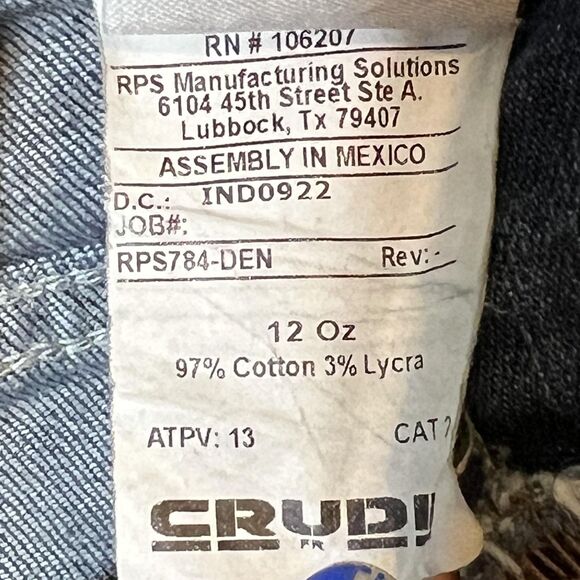 RN # 106207
RPS Manufacturing Solutions
6104 45th Street Ste A.
Lubbock, Tx 79407
ASSEMBLY IN MEXICO
D.C.: IND0922
JOB#:
RPS784-DEN Rev: -
12 Oz
97% Cotton 3% Lycra
ATPV: 13 CAT 2
FR